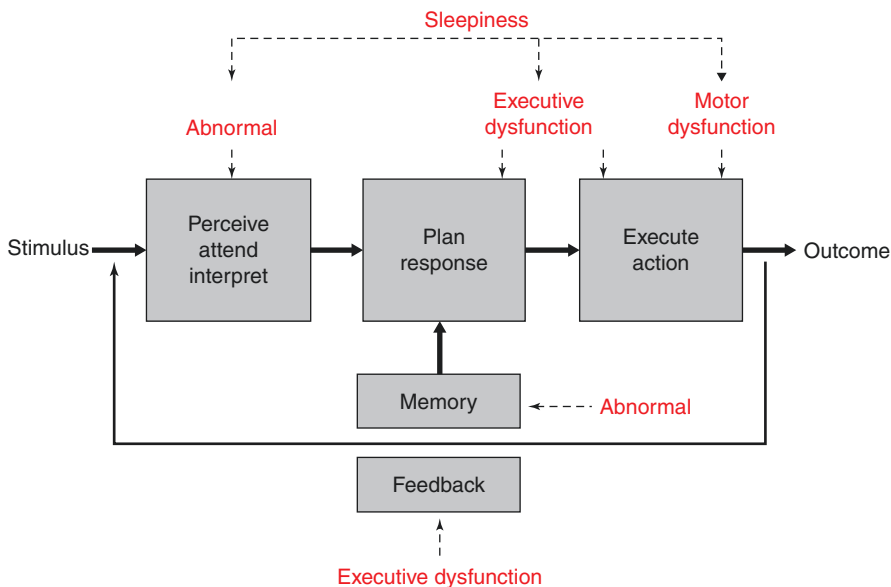 Sleepiness
Abnormal
Executive
dysfunction
Motor
dysfunction
Stimulus
Perceive
attend
interpret
Plan
response
Execute
action
Outcome
Memory
Abnormal
Feedback
Executive dysfunction